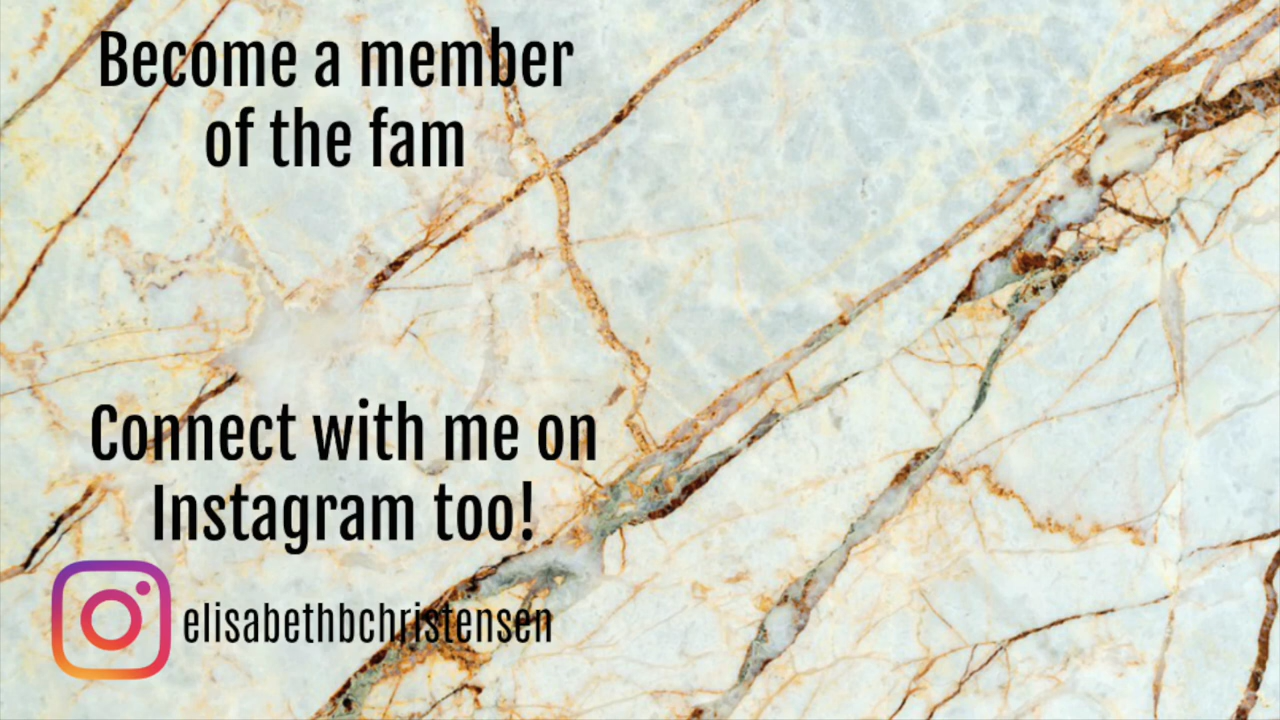 Become a member
of the fam
Connect with me on
Instagram too!
elisabethbchristensen